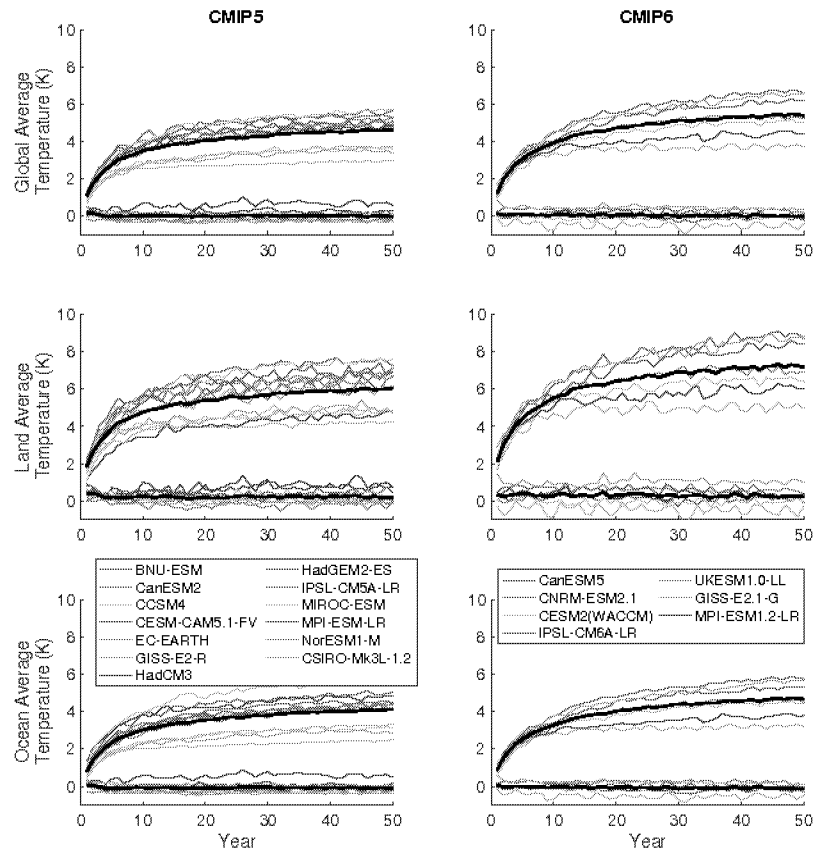 CMIP5
CMIP6
Global Average
Temperature (K)
10
8
6
4
2
0
0 10 20 30 40 50
10
8
6
4
2
0
0 10 20 30 40 50
Land Average
Temperature (K)
10
8
6
4
2
0
0 10 20 30 40 50
10
8
6
4
2
0
0 10 20 30 40 50
Ocean Average
Temperature (K)
10
8
6
4
2
0
0 10 20 30 40 50
Year
BNU-ESM
CanESM2
CCSM4
CESM-CAM5.1-FV
EC-EARTH
GISS-E2-R
HadCM3
HadGEM2-ES
IPSL-CM5A-LR
MIROC-ESM
MPI-ESM-LR
NorESM1-M
CSIRO-Mk3L-1.2
10
8
6
4
2
0
0 10 20 30 40 50
Year
CanESM5
CNRM-ESM2.1
CESM2(WACCM)
IPSL-CM6A-LR
UKESM1.0-LL
GISS-E2.1-G
MPI-ESM1.2-LR